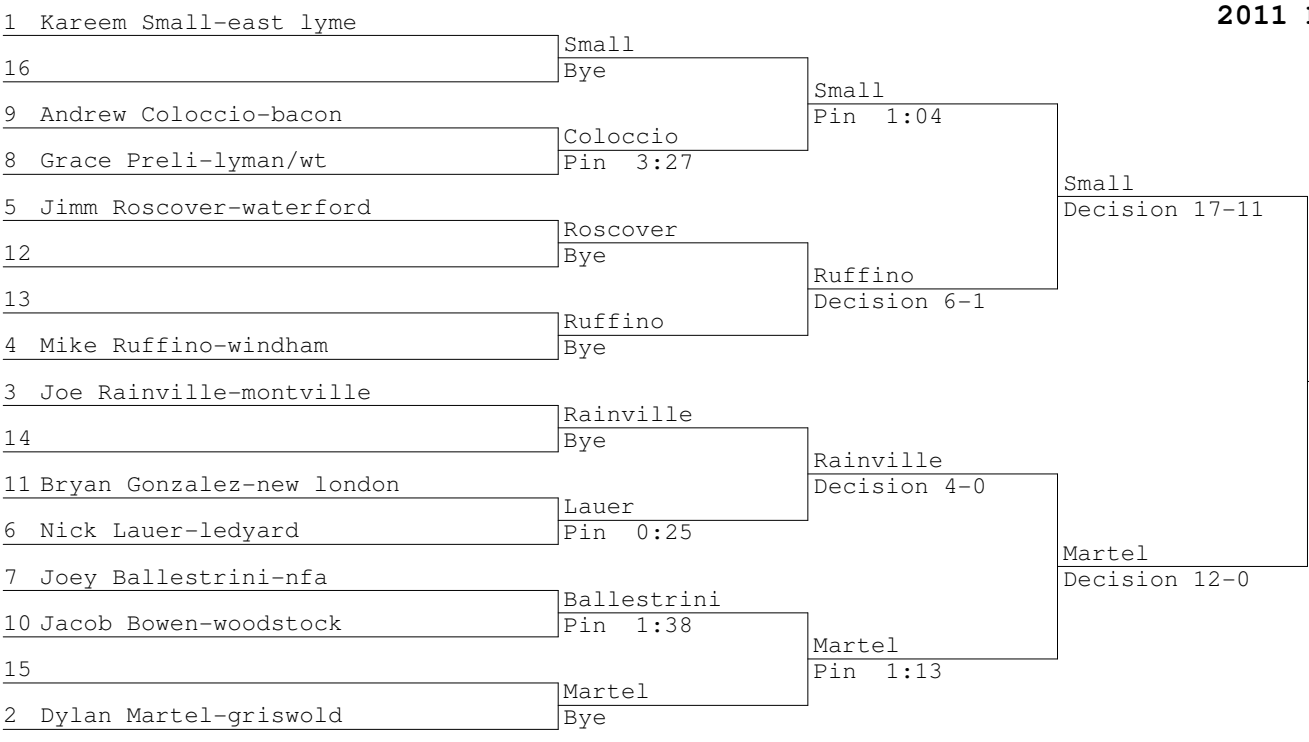 2011
1 Kareem Small-east lyme
16
9 Andrew Coloccio-bacon
8 Grace Preli-lyman/wt
5 Jimm Roscover-waterford
12
13
4 Mike Ruffino-windham
3 Joe Rainville-montville
14
11 Bryan Gonzalez-new london
6 Nick Lauer-ledyard
7 Joey Ballestrini-nfa
10 Jacob Bowen-woodstock
15
2 Dylan Martel-griswold
Small
Bye
Coloccio
Pin 3:27
Roscover
Bye
Ruffino
Bye
Rainville
Bye
Lauer
Pin 0:25
Ballestrini
Pin 1:38
Martel
Bye
Small
Pin 1:04
Ruffino
Decision 6-1
Rainville
Decision 4-0
Martel
Pin 1:13
Small
Decision 17-11
Martel
Decision 12-0